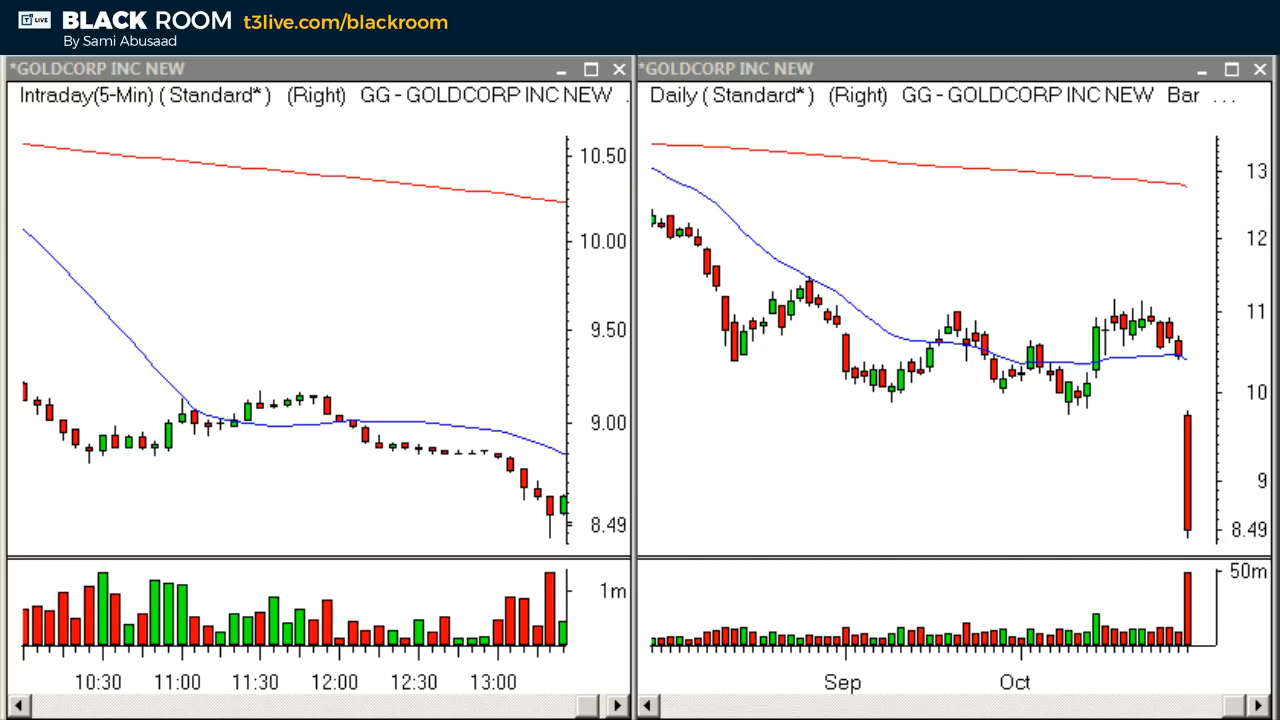 T3 LIVE BLACK ROOM t3live.com/blackroom
By Sami Abusaad
*GOLDCORP INC NEW
Intraday(5-Min) ( Standard* ) (Right) GG - GOLDCORP INC NEW .
10.50
10.00
9.50
9.00
8.49
1m
10:30 11:00 11:30 12:00 12:30 13:00
*GOLDCORP INC NEW
Daily ( Standard* ) (Right) GG - GOLDCORP INC NEW Bar ...
13
12
11
10
9
8.49
50m
Sep Oct